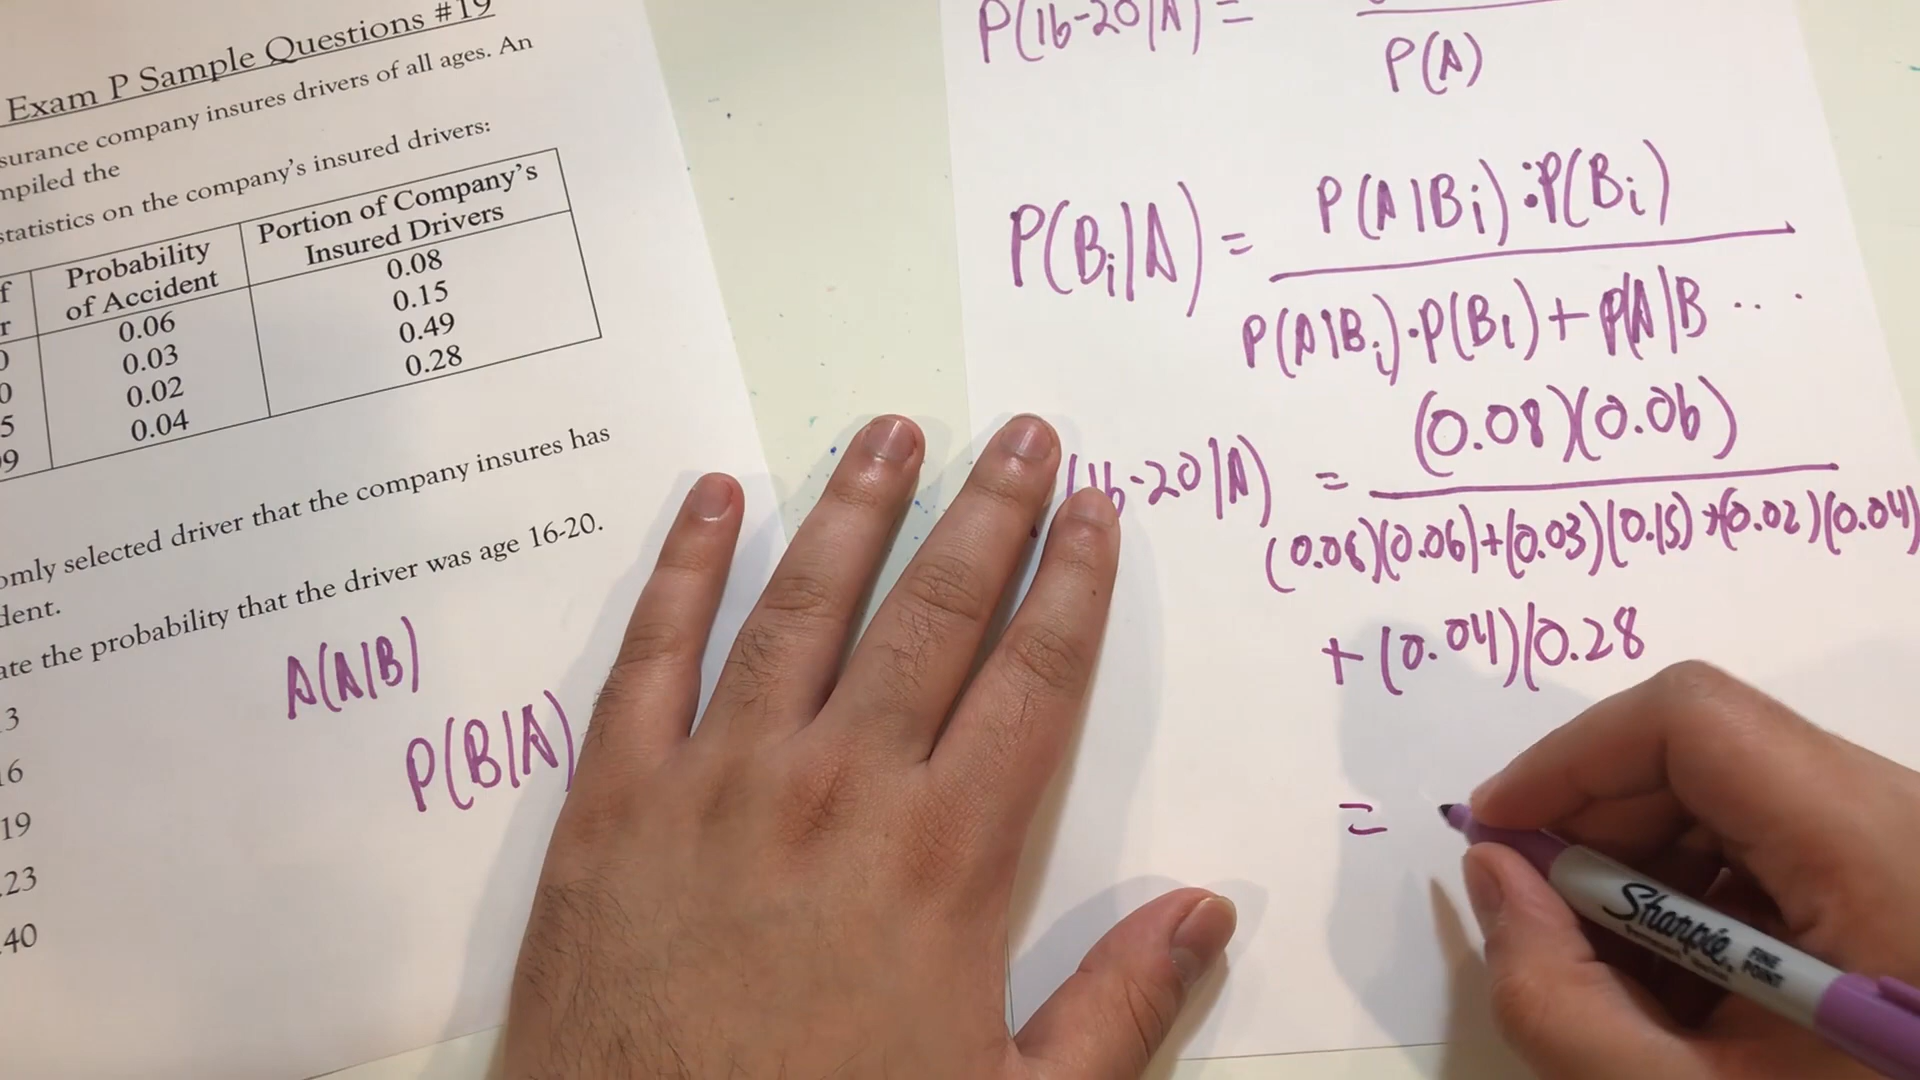 Exam P Sample Questions #19
surance company insures drivers of all ages. An
mpiled the
statistics on the company's insured drivers:
f
r
Probability
of Accident
Portion of Company's
Insured Drivers
0 0.06 0.08
0 0.03 0.15
5 0.02 0.49
9 0.04 0.28
omly selected driver that the company insures has
dent.
ate the probability that the driver was age 16-20.
3
16
19
.23
.40
A(A|B)
P(B|A)
P(16-20|A) =
P(A)
P(Bi|A) = P(A|Bi):P(Bi)
P(A|Bi)·P(Bi) + P(A|B ...
(16-20|A) = (0.08)(0.06)
(0.08)(0.06)+(0.03)(0.15)+(0.02)(0.04)
+ (0.04)(0.28
=
Sharpie.
FINE
POINT